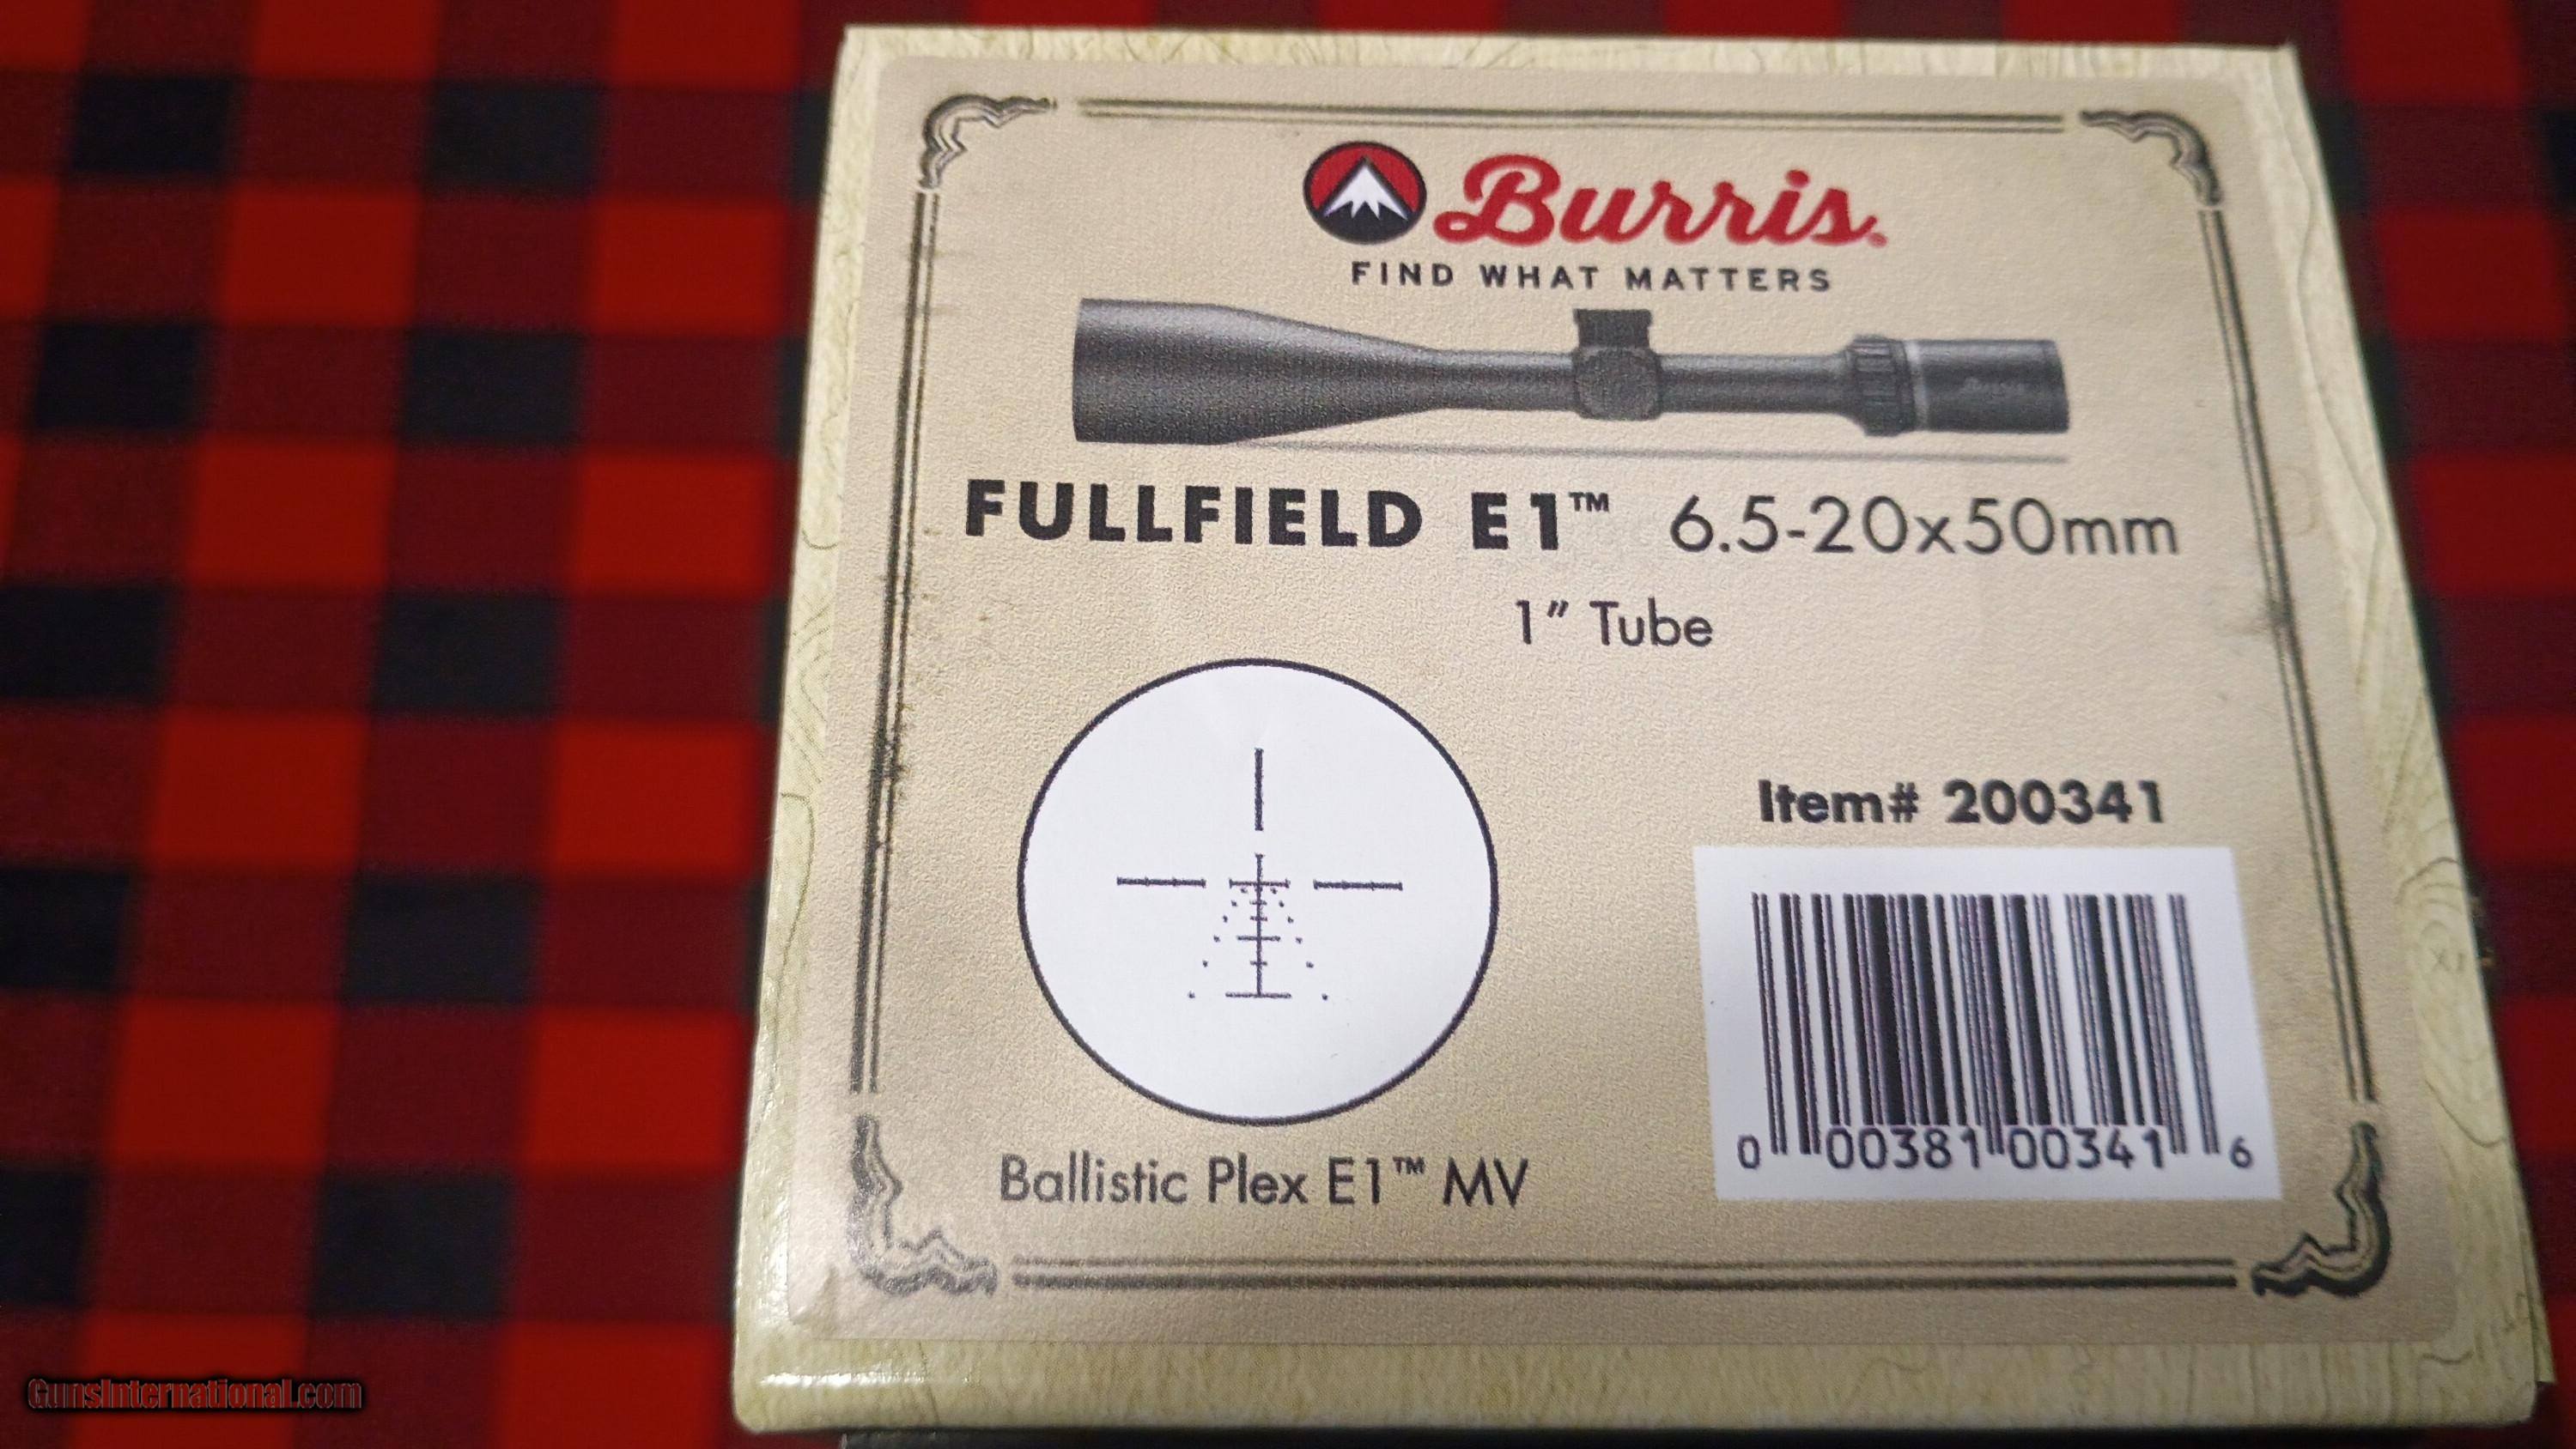 Burris.
FIND WHAT MATTERS
FULLFIELD E1™ 6.5-20x50mm
1” Tube
Item# 200341
0 00381 00341 6
Ballistic Plex E1™ MV
GunsInternational.com